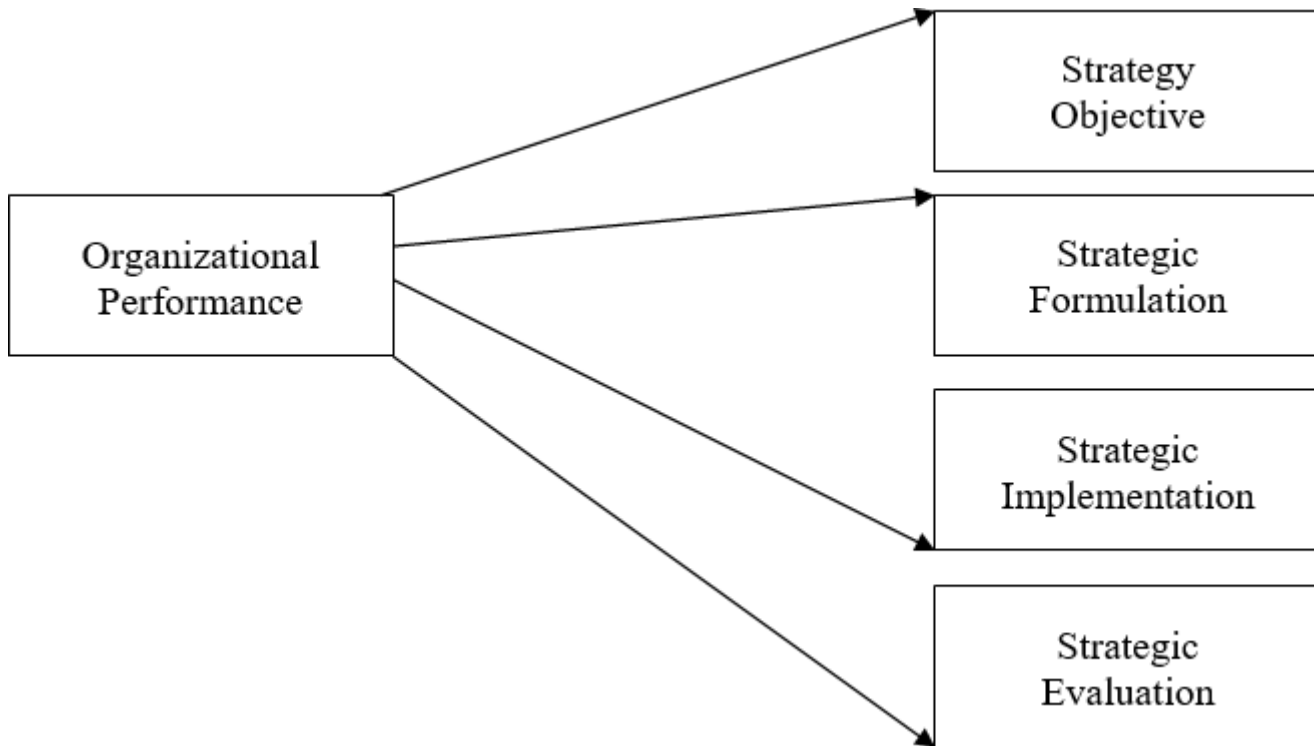 Strategy
Objective
Organizational
Performance
Strategic
Formulation
Strategic
Implementation
Strategic
Evaluation